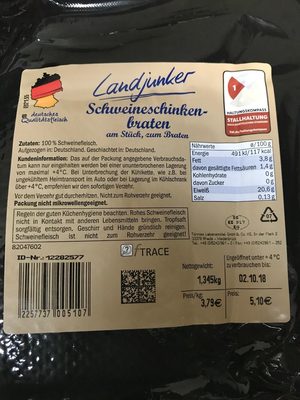 deutsches
Qualitätsfleisch
Landjunker
Schweineschinken-
braten
am Stück, zum Braten
1
HALTUNGSKOMPASS
STALLHALTUNG
Zutaten: 100% Schweinefleisch.
Aufgezogen in: Deutschland. Geschlachtet in: Deutschland.
Kundeninformation: Das auf der Packung angegebene Verbrauchsda-
tum kann nur eingehalten werden bei einer ununterbrochenen Lagerung
von maximal +4°C. Bei Unterbrechung der Kühlkette, wie z.B. bei
ungekühltem Heimtransport im Auto oder bei Lagerung im Kühlschrank
über +4°C, empfehlen wir den sofortigen Verzehr.
Vor dem Verzehr gut durcherhitzen. Nicht zum Rohverzehr geeignet.
Packung nicht mikrowellengeeignet.
Regeln der guten Küchenhygiene beachten. Rohes Schweinefleisch
nicht in Kontakt mit anderen Lebensmitteln bringen. Tropfsaft
sorgfältig entsorgen. Geschirr und Hände gründlich reinigen.
Schweinefleisch ist nicht zum Rohverzehr geeignet!
82047602
Nährwerte ø/100 g
Energie 491 kJ/117 kcal
Fett 3,8 g
davon gesättigte Fettsäuren 1,4 g
Kohlenhydrate 0 g
davon Zucker 0 g
Eiweiß 20,6 g
Salz 0,13 g
ID-Nr.:12282577
fTRACE
2257737 005107
Nettogewicht:
1,345kg
Preis/kg:
3,79€
Ungeöffnet unter +4°C
zu verbrauchen bis:
02.10.18
Preis:
5,10€